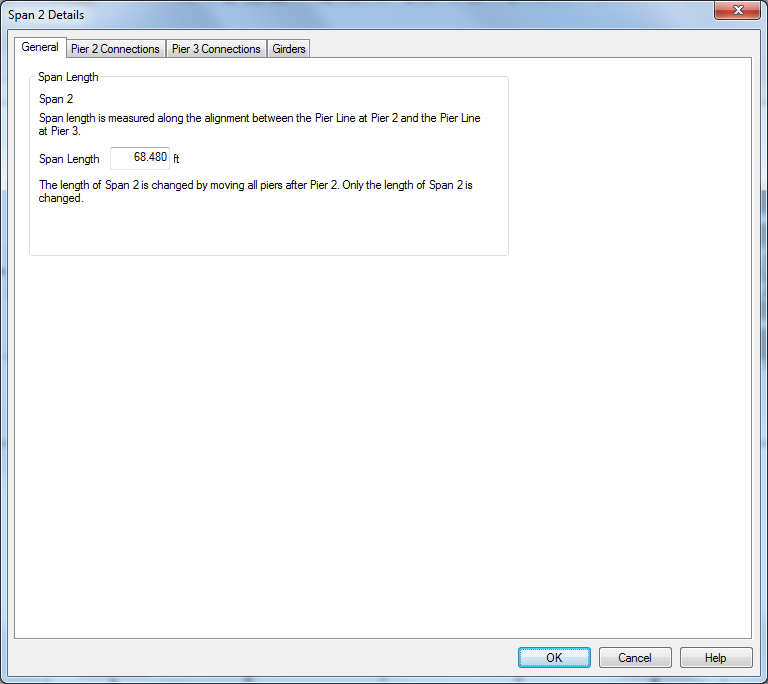 Span 2 Details
General
Pier 2 Connections
Pier 3 Connections
Girders
Span Length
Span 2
Span length is measured along the alignment between the Pier Line at Pier 2 and the Pier Line
at Pier 3.
Span Length 68.480 ft
The length of Span 2 is changed by moving all piers after Pier 2. Only the length of Span 2 is
changed.
OK
Cancel
Help